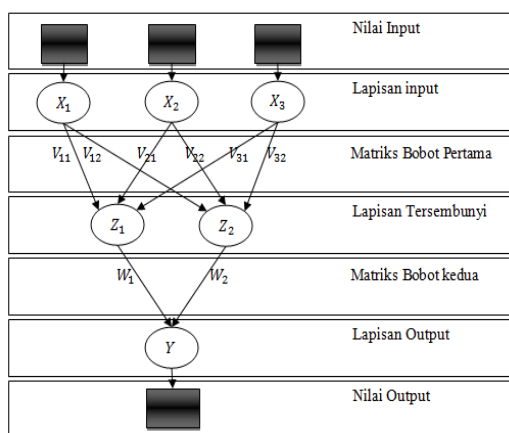 Nilai Input
Lapisan input
X₁ X₂ X₃
V₁₁ V₁₂ V₂₁ V₂₂ V₃₁ V₃₂
Matriks Bobot Pertama
Lapisan Tersembunyi
Z₁ Z₂
W₁ W₂
Matriks Bobot kedua
Lapisan Output
Y
Nilai Output